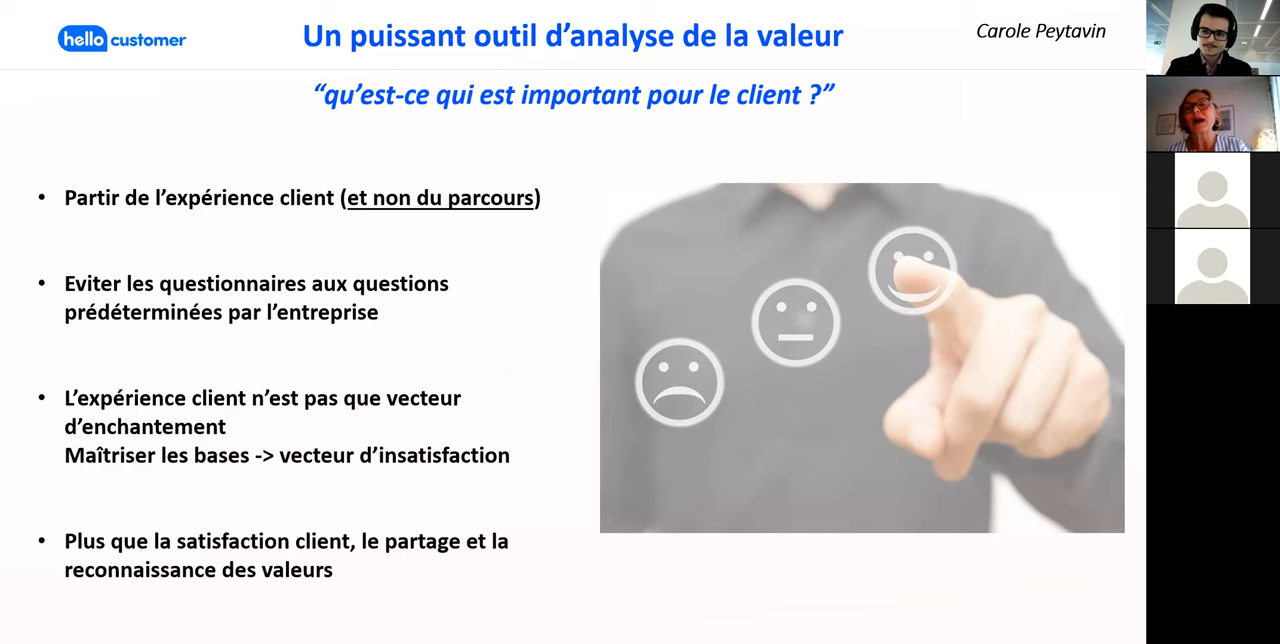 hello customer
Un puissant outil d’analyse de la valeur
Carole Peytavin
“qu’est-ce qui est important pour le client ?”
• Partir de l’expérience client (et non du parcours)
• Eviter les questionnaires aux questions
prédéterminées par l’entreprise
• L’expérience client n’est pas que vecteur
d’enchantement
Maîtriser les bases -> vecteur d’insatisfaction
• Plus que la satisfaction client, le partage et la
reconnaissance des valeurs